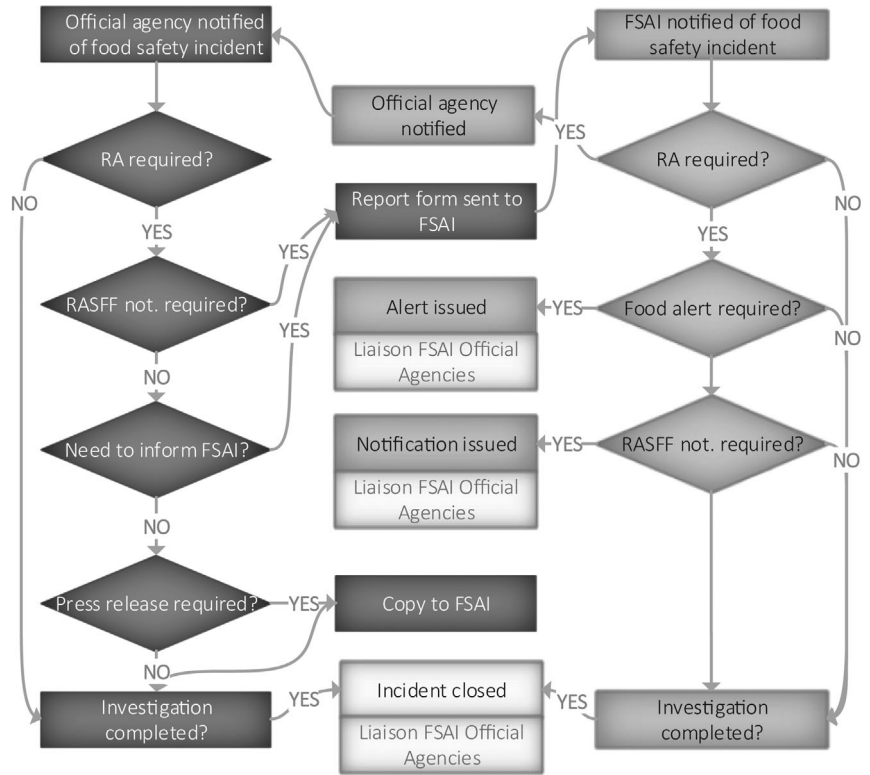 Official agency notified
of food safety incident
FSAI notified of food
safety incident
Official agency
notified
YES
RA required?
RA required?
NO
Report form sent to
FSAI
NO
YES
YES
YES
RASFF not. required?
Alert issued
YES
Food alert required?
YES
Liaison FSAI Official
Agencies
NO
NO
Need to inform FSAI?
Notification issued
YES
RASFF not. required?
NO
Liaison FSAI Official
Agencies
NO
Press release required?
YES
Copy to FSAI
NO
Investigation
completed?
YES
Incident closed
YES
Investigation
completed?
Liaison FSAI Official
Agencies